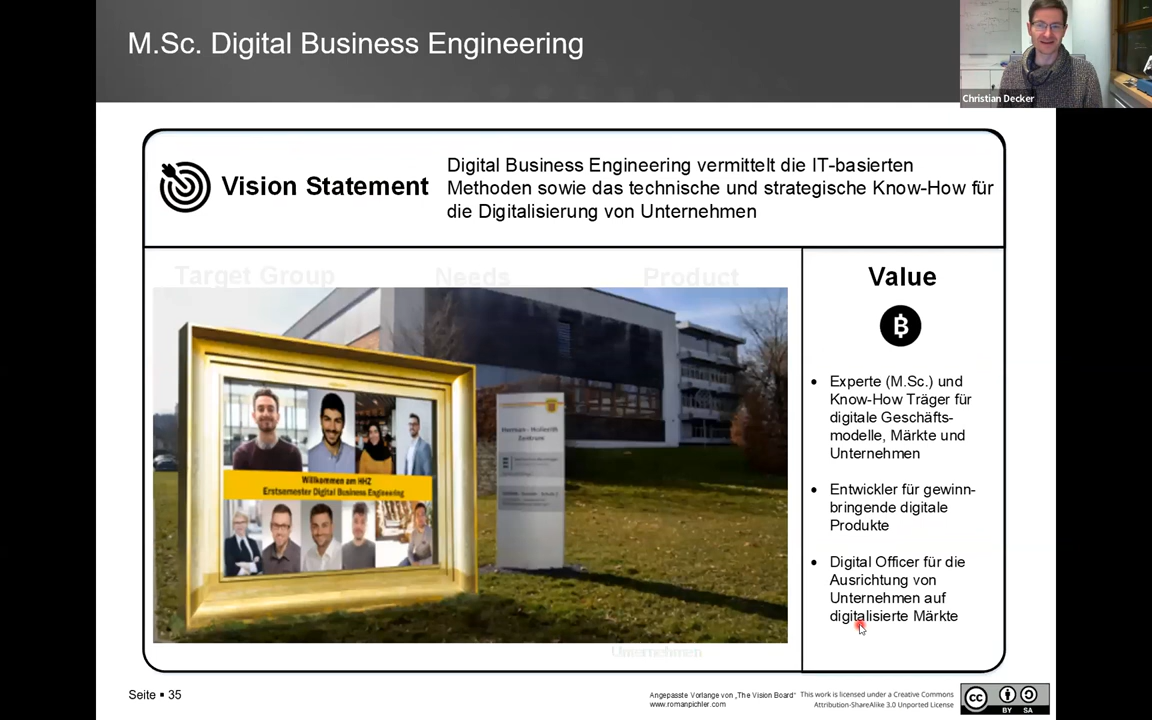 M.Sc. Digital Business Engineering
Christian Decker
Vision Statement
Digital Business Engineering vermittelt die IT-basierten
Methoden sowie das technische und strategische Know-How für
die Digitalisierung von Unternehmen
Target Group
Needs
Product
Willkommen am HHZ
Erstsemester Digital Business Engineering
Herman - Hollerith
Zentrum
Unternehmen
Value
• Experte (M.Sc.) und
Know-How Träger für
digitale Geschäfts-
modelle, Märkte und
Unternehmen
• Entwickler für gewinn-
bringende digitale
Produkte
• Digital Officer für die
Ausrichtung von
Unternehmen auf
digitalisierte Märkte
Seite ▪ 35
Angepasste Vorlange von „The Vision Board“
www.romanpichler.com
This work is licensed under a Creative Commons
Attribution-ShareAlike 3.0 Unported License
cc
BY SA